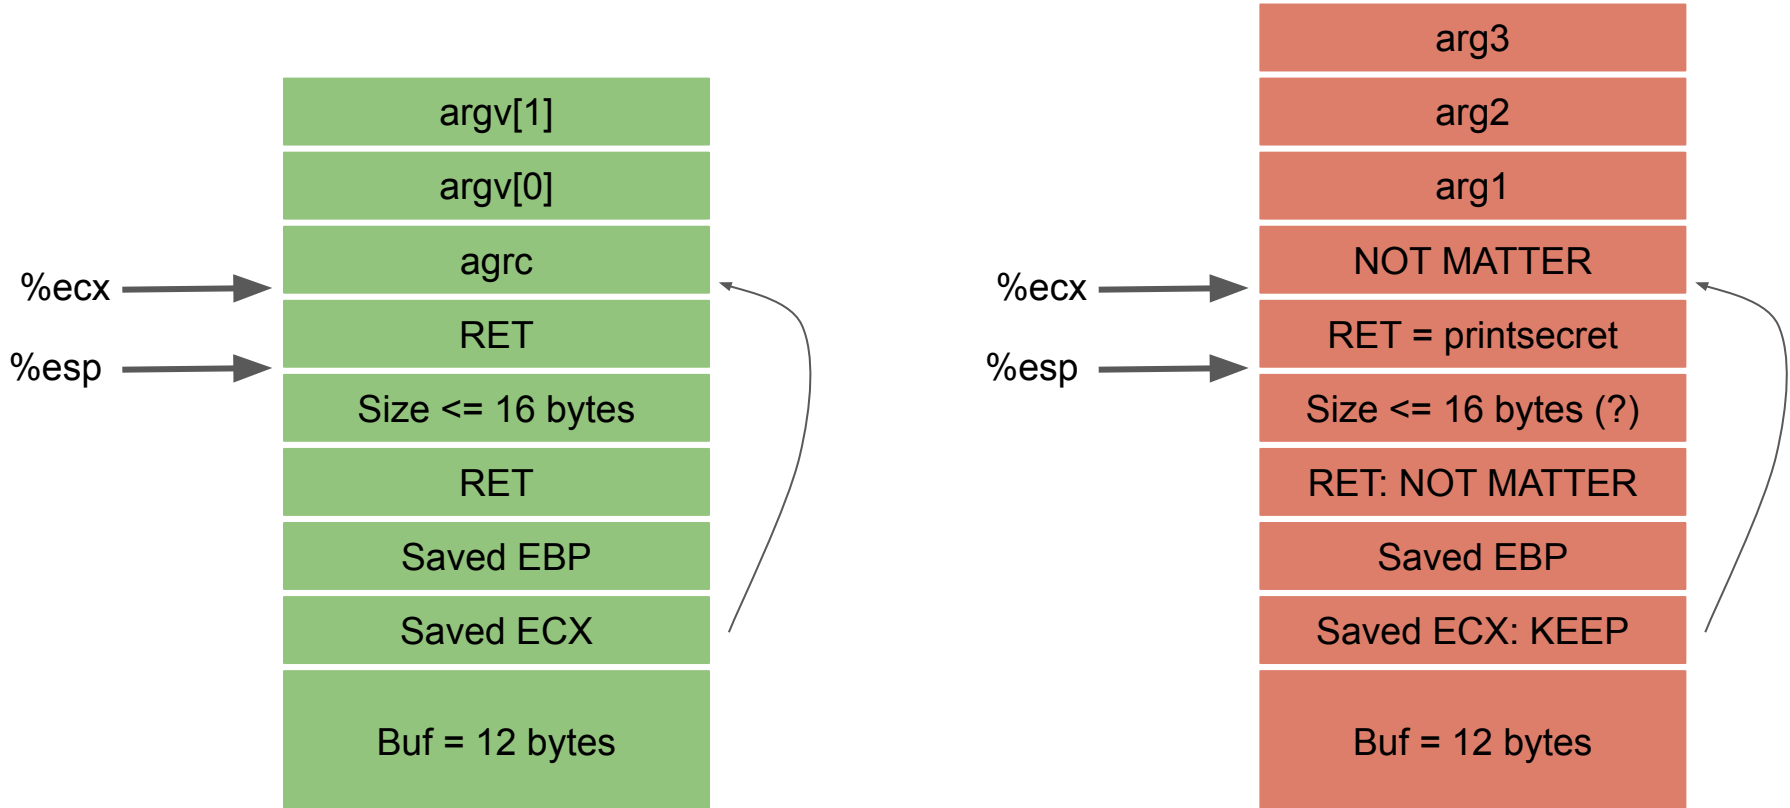 argv[1]
argv[0]
agrc
RET
Size <= 16 bytes
RET
Saved EBP
Saved ECX
Buf = 12 bytes
%ecx
%esp
arg3
arg2
arg1
NOT MATTER
RET = printsecret
Size <= 16 bytes (?)
RET: NOT MATTER
Saved EBP
Saved ECX: KEEP
Buf = 12 bytes
%ecx
%esp